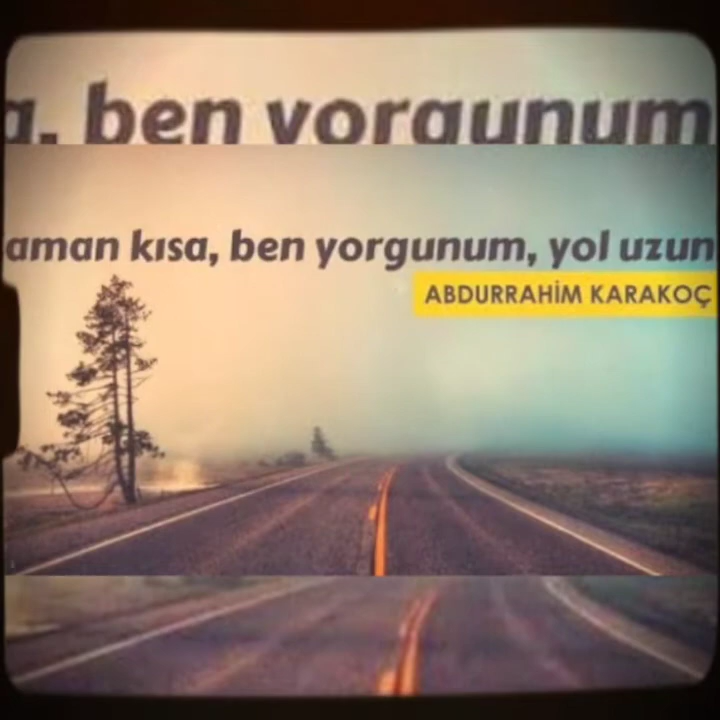 , ben yorgunum
aman kısa, ben yorgunum, yol uzun
ABDURRAHİM KARAKOÇ